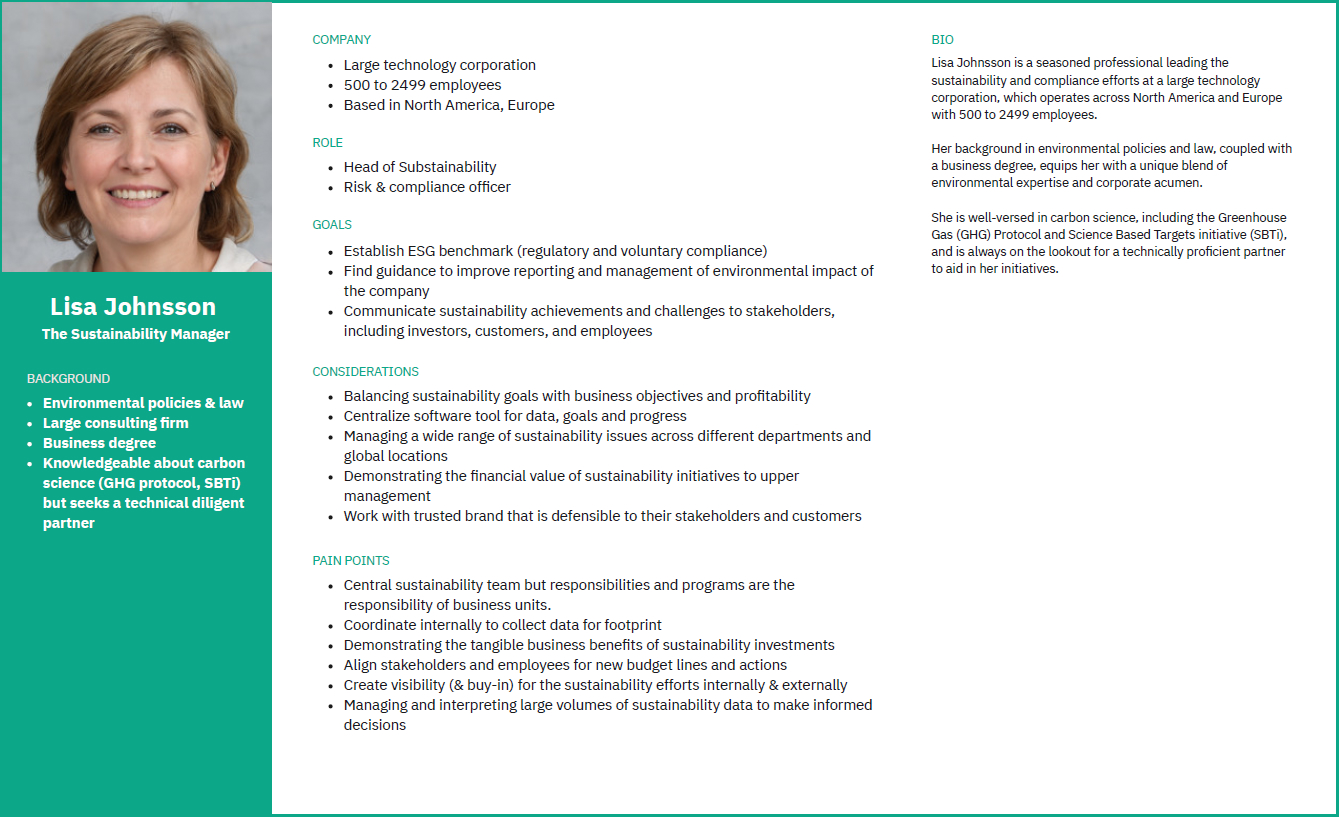 Lisa Johnsson
The Sustainability Manager
BACKGROUND
• Environmental policies & law
• Large consulting firm
• Business degree
• Knowledgeable about carbon
science (GHG protocol, SBTi)
but seeks a technical diligent
partner
COMPANY
• Large technology corporation
• 500 to 2499 employees
• Based in North America, Europe
ROLE
• Head of Substainability
• Risk & compliance officer
GOALS
• Establish ESG benchmark (regulatory and voluntary compliance)
• Find guidance to improve reporting and management of environmental impact of
the company
• Communicate sustainability achievements and challenges to stakeholders,
including investors, customers, and employees
CONSIDERATIONS
• Balancing sustainability goals with business objectives and profitability
• Centralize software tool for data, goals and progress
• Managing a wide range of sustainability issues across different departments and
global locations
• Demonstrating the financial value of sustainability initiatives to upper
management
• Work with trusted brand that is defensible to their stakeholders and customers
PAIN POINTS
• Central sustainability team but responsibilities and programs are the
responsibility of business units.
• Coordinate internally to collect data for footprint
• Demonstrating the tangible business benefits of sustainability investments
• Align stakeholders and employees for new budget lines and actions
• Create visibility (& buy-in) for the sustainability efforts internally & externally
• Managing and interpreting large volumes of sustainability data to make informed
decisions
BIO
Lisa Johnsson is a seasoned professional leading the
sustainability and compliance efforts at a large technology
corporation, which operates across North America and Europe
with 500 to 2499 employees.
Her background in environmental policies and law, coupled with
a business degree, equips her with a unique blend of
environmental expertise and corporate acumen.
She is well-versed in carbon science, including the Greenhouse
Gas (GHG) Protocol and Science Based Targets initiative (SBTi),
and is always on the lookout for a technically proficient partner
to aid in her initiatives.